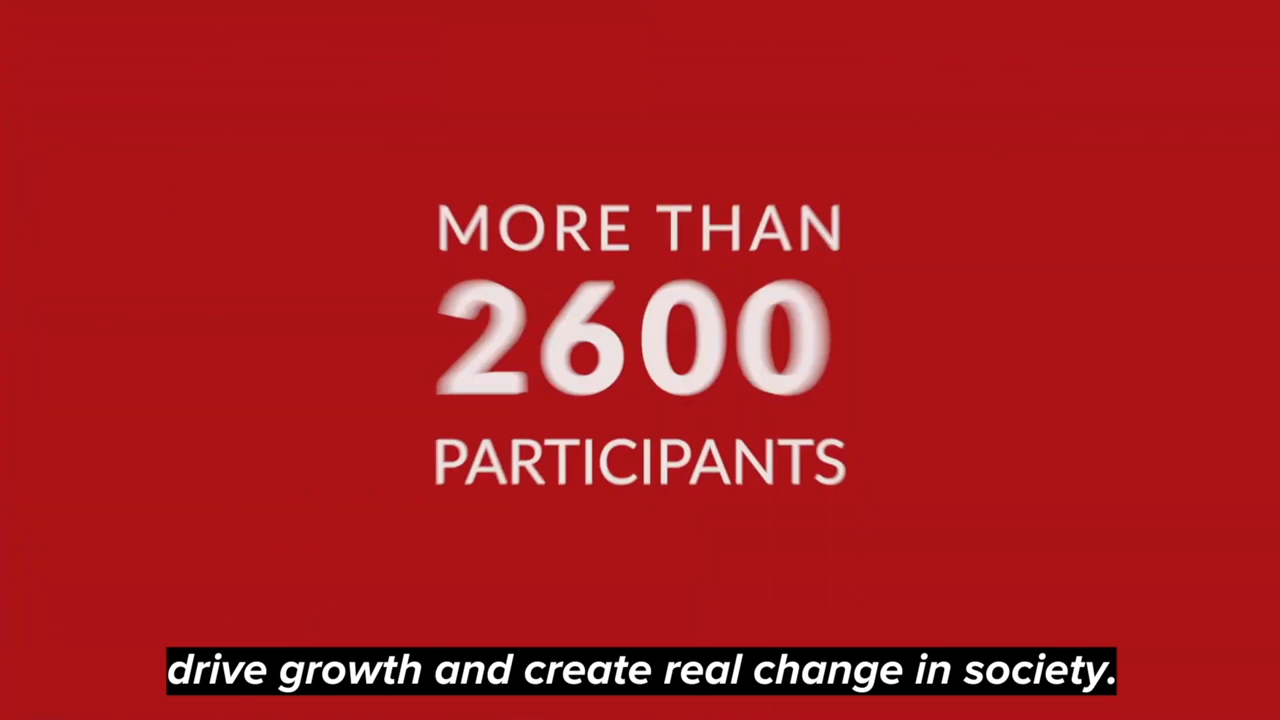 MORE THAN
2600
PARTICIPANTS
drive growth and create real change in society.